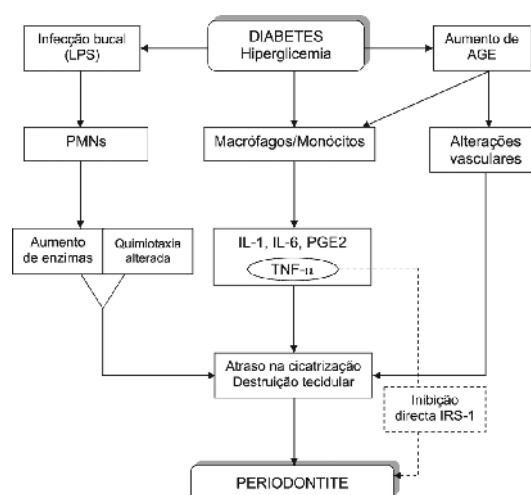 DIABETES
Hiperglicemia
Infecção bucal
(LPS)
Aumento de
AGE
PMNs
Macrófagos/Monócitos
Alterações
vasculares
Aumento
de enzimas
Quimiotaxia
alterada
IL-1, IL-6, PGE2
TNF-α
Atraso na cicatrização
Destruição tecidular
Inibição
directa IRS-1
PERIODONTITE